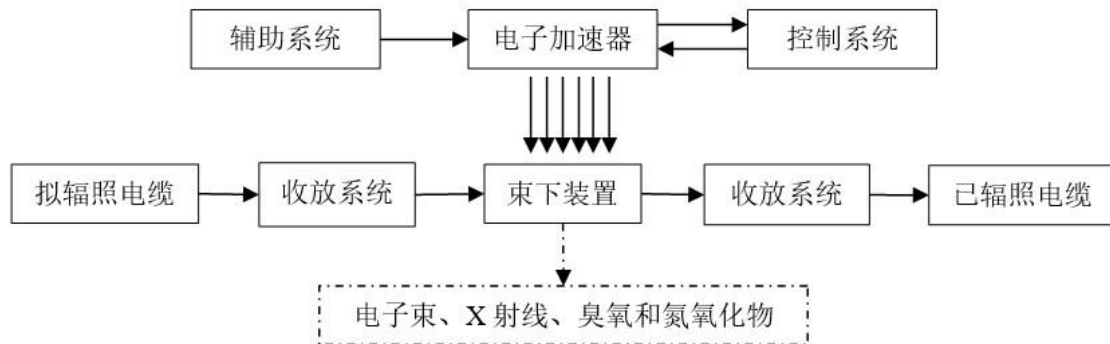 辅助系统
电子加速器
控制系统
拟辐照电缆
收放系统
束下装置
收放系统
已辐照电缆
电子束、X 射线、臭氧和氮氧化物